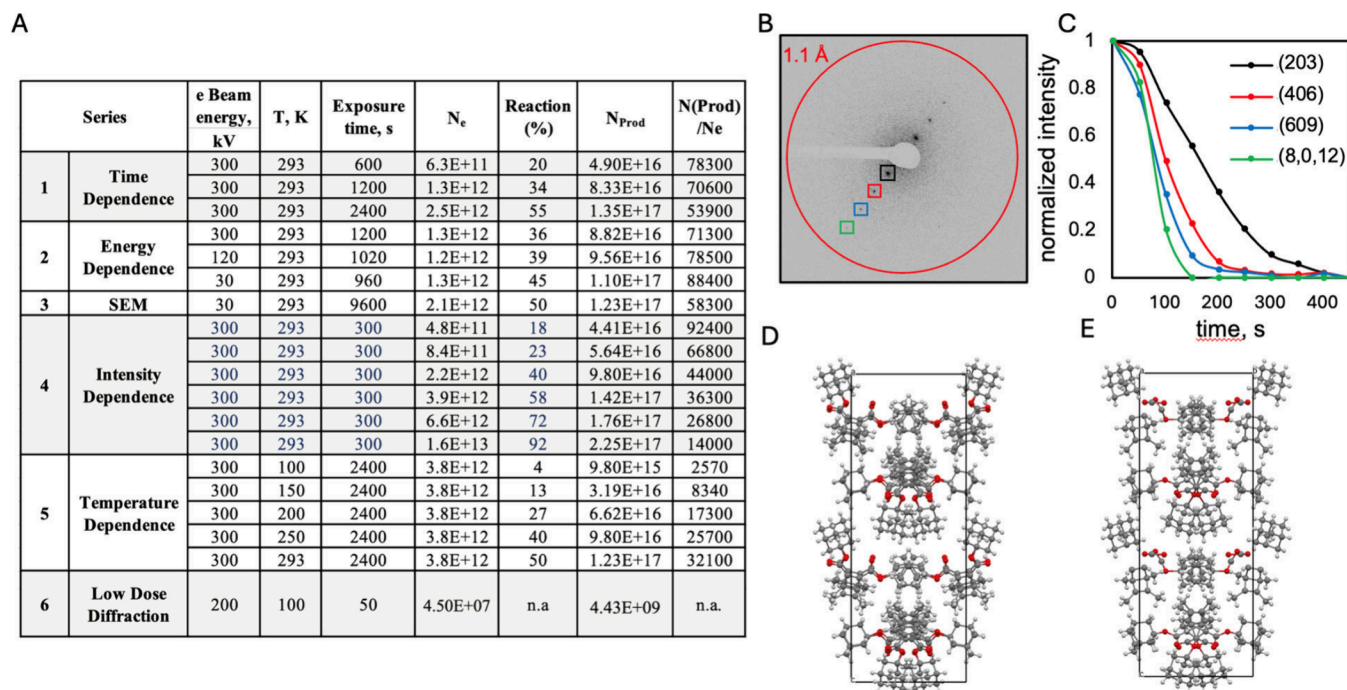 A
Series e Beam energy, kV T, K Exposure time, s Ne Reaction (%) NProd N(Prod) /Ne
1 Time Dependence
300 293 600 6.3E+11 20 4.90E+16 78300
300 293 1200 1.3E+12 34 8.33E+16 70600
300 293 2400 2.5E+12 55 1.35E+17 53900
2 Energy Dependence
300 293 1200 1.3E+12 36 8.82E+16 71300
120 293 1020 1.2E+12 39 9.56E+16 78500
30 293 960 1.3E+12 45 1.10E+17 88400
3 SEM 30 293 9600 2.1E+12 50 1.23E+17 58300
4 Intensity Dependence
300 293 300 4.8E+11 18 4.41E+16 92400
300 293 300 8.4E+11 23 5.64E+16 66800
300 293 300 2.2E+12 40 9.80E+16 44000
300 293 300 3.9E+12 58 1.42E+17 36300
300 293 300 6.6E+12 72 1.76E+17 26800
300 293 300 1.6E+13 92 2.25E+17 14000
5 Temperature Dependence
300 100 2400 3.8E+12 4 9.80E+15 2570
300 150 2400 3.8E+12 13 3.19E+16 8340
300 200 2400 3.8E+12 27 6.62E+16 17300
300 250 2400 3.8E+12 40 9.80E+16 25700
300 293 2400 3.8E+12 50 1.23E+17 32100
6 Low Dose Diffraction 200 100 50 4.50E+07 n.a 4.43E+09 n.a.
B
1.1 Å
C
normalized intensity
1
0.8
0.6
0.4
0.2
0
0 100 200 300 400
time, s
(203)
(406)
(609)
(8,0,12)
D
E